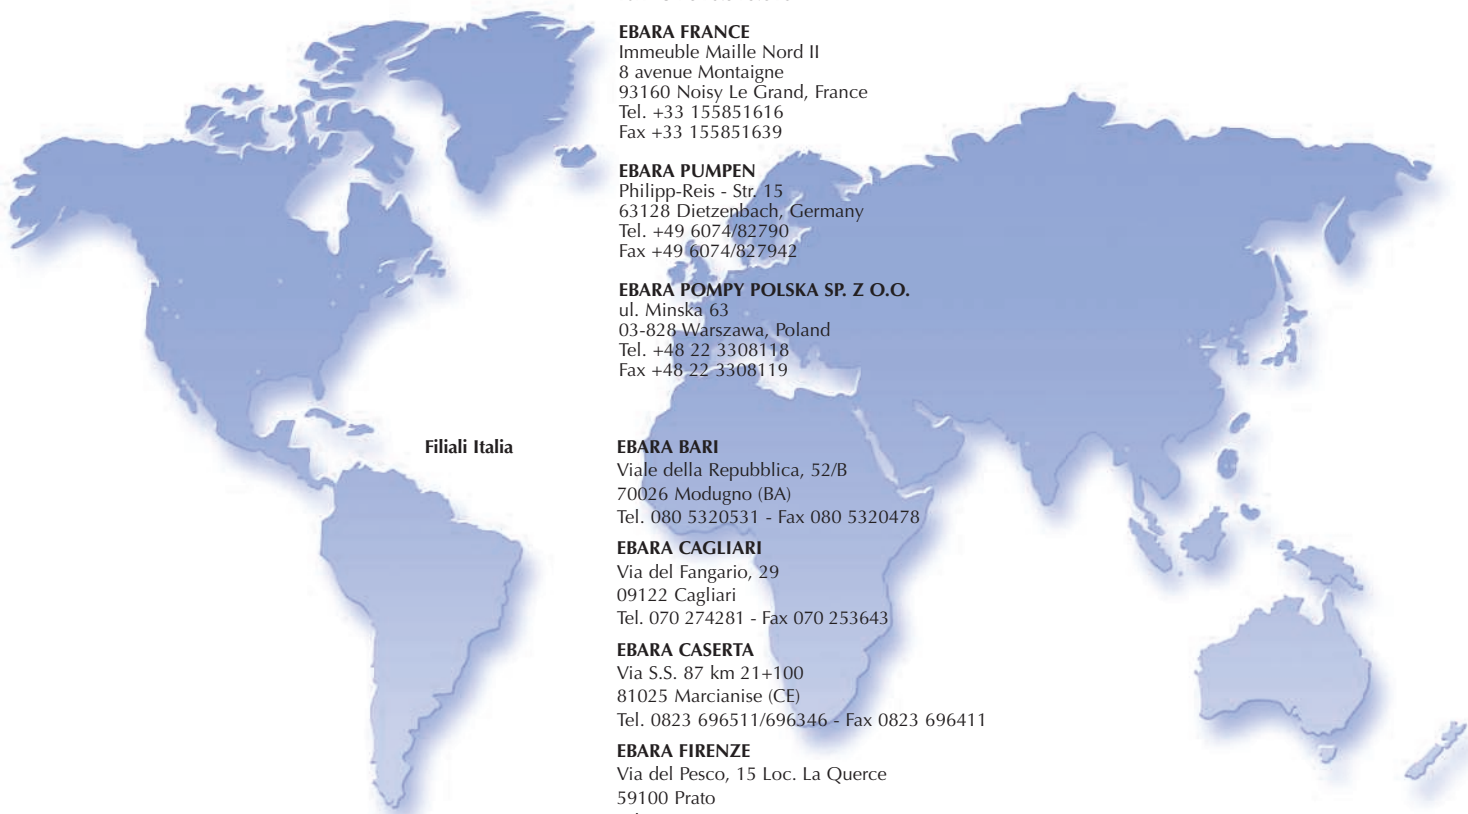 EBARA FRANCE
Immeuble Maille Nord II
8 avenue Montaigne
93160 Noisy Le Grand, France
Tel. +33 155851616
Fax +33 155851639
EBARA PUMPEN
Philipp-Reis - Str. 15
63128 Dietzenbach, Germany
Tel. +49 6074/82790
Fax +49 6074/827942
EBARA POMPY POLSKA SP. Z O.O.
ul. Minska 63
03-828 Warszawa, Poland
Tel. +48 22 3308118
Fax +48 22 3308119
Filiali Italia
EBARA BARI
Viale della Repubblica, 52/B
70026 Modugno (BA)
Tel. 080 5320531 - Fax 080 5320478
EBARA CAGLIARI
Via del Fangario, 29
09122 Cagliari
Tel. 070 274281 - Fax 070 253643
EBARA CASERTA
Via S.S. 87 km 21+100
81025 Marcianise (CE)
Tel. 0823 696511/696346 - Fax 0823 696411
EBARA FIRENZE
Via del Pesco, 15 Loc. La Querce
59100 Prato